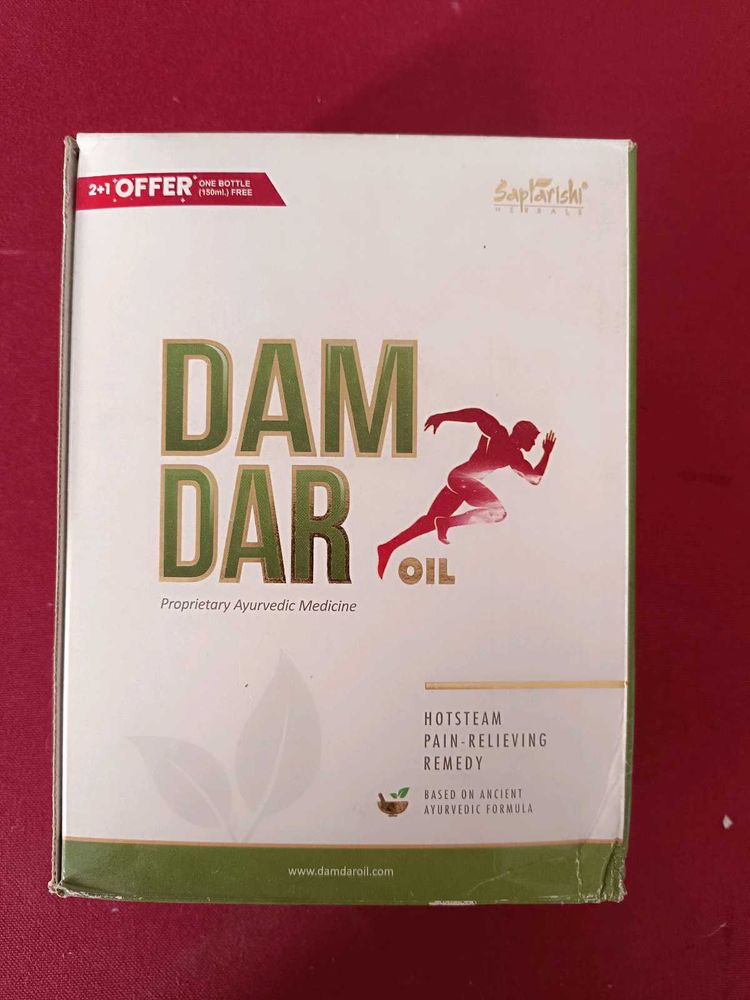 2+1 OFFER ONE BOTTLE
(150ml.) FREE
Saptarishi®
HERBALS
DAM
DAR
OIL
Proprietary Ayurvedic Medicine
HOTSTEAM
PAIN-RELIEVING
REMEDY
BASED ON ANCIENT
AYURVEDIC FORMULA
www.damdaroil.com